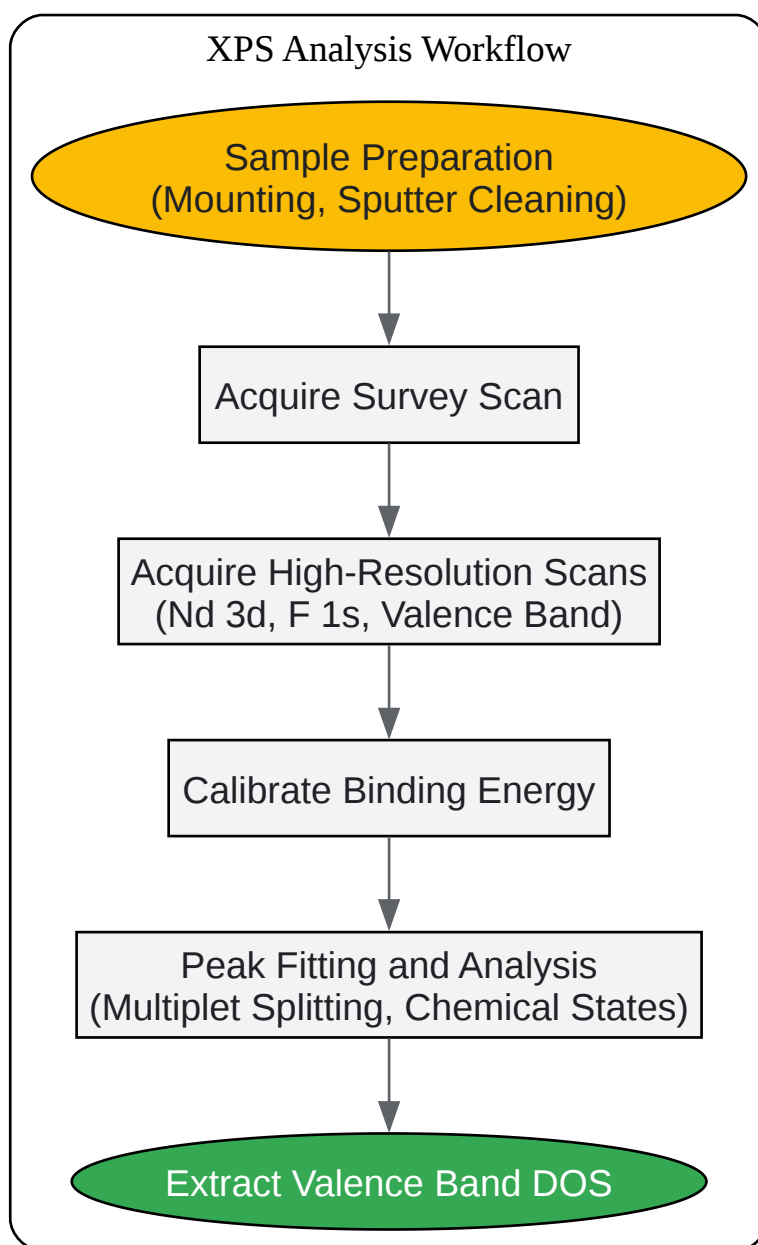 XPS Analysis Workflow
Sample Preparation
(Mounting, Sputter Cleaning)
Acquire Survey Scan
Acquire High-Resolution Scans
(Nd 3d, F 1s, Valence Band)
Calibrate Binding Energy
Peak Fitting and Analysis
(Multiplet Splitting, Chemical States)
Extract Valence Band DOS